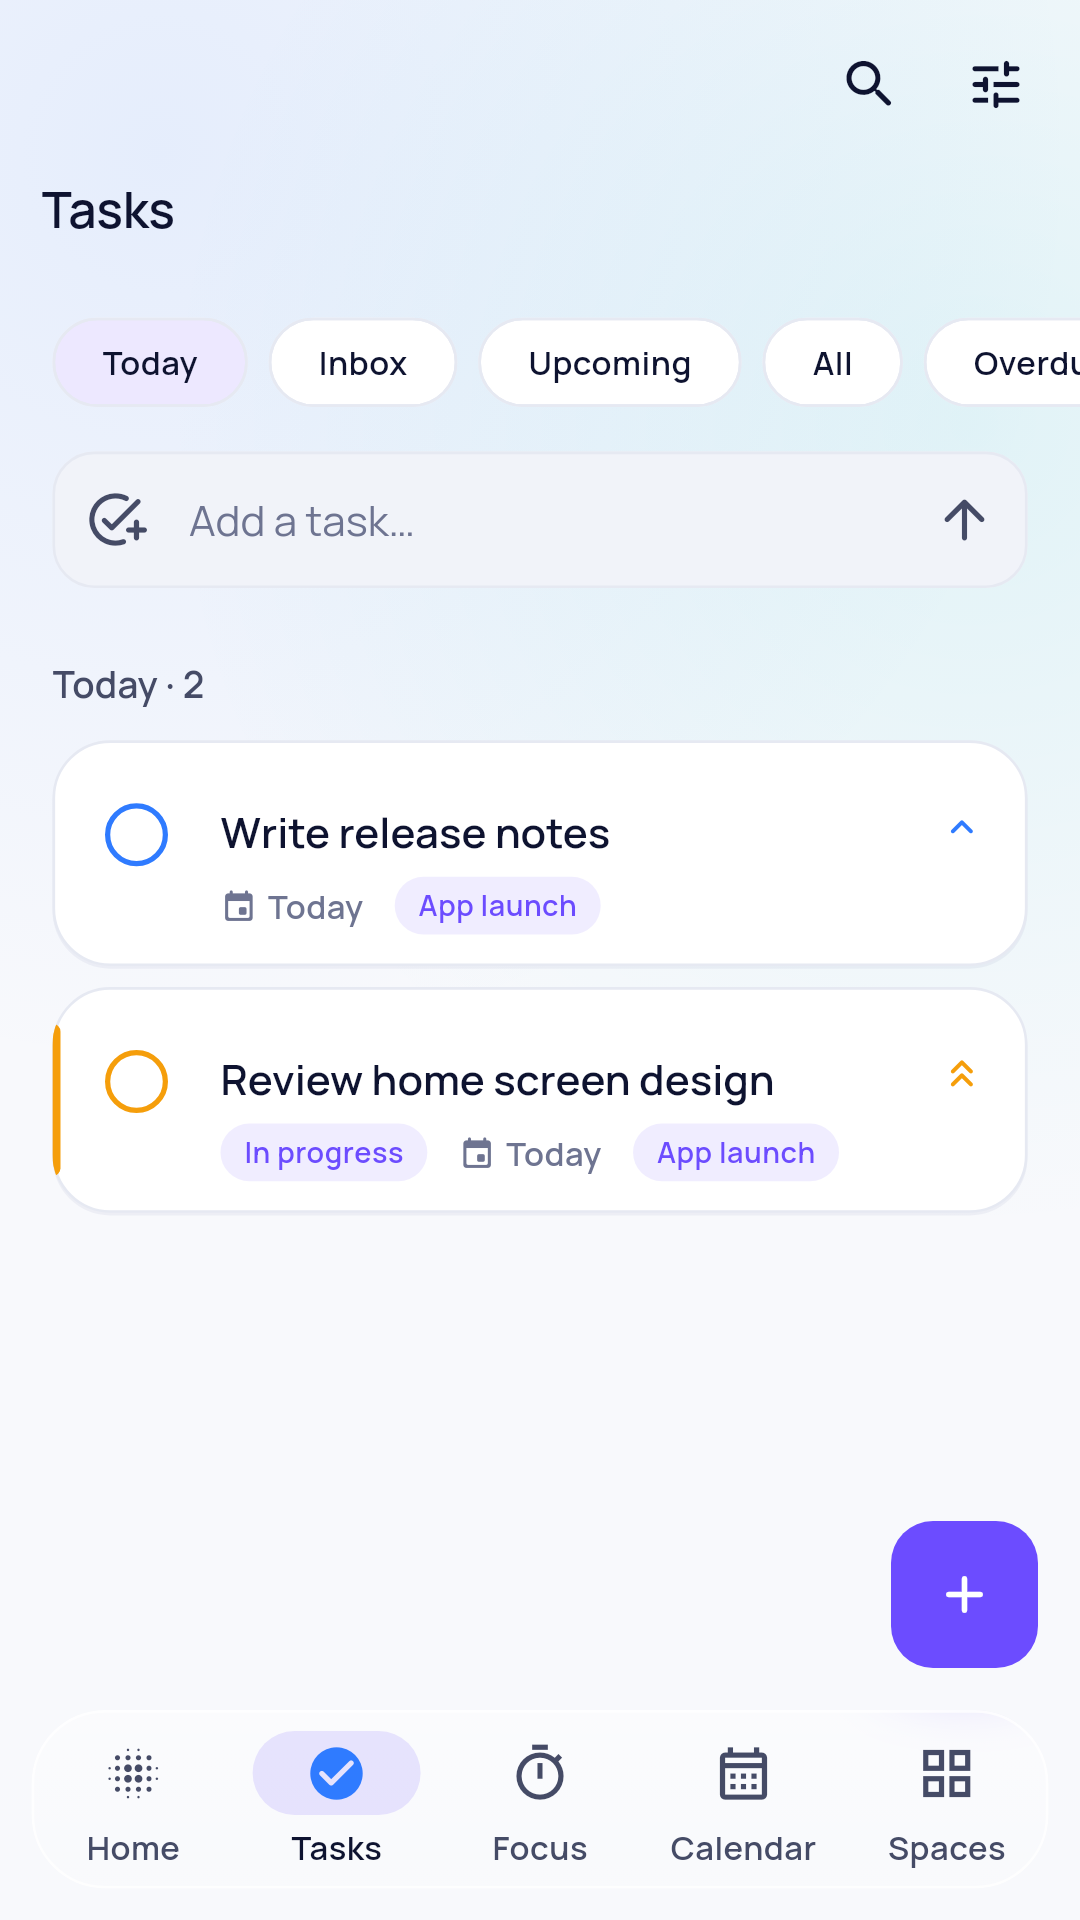 Tasks
Today Inbox Upcoming All Overdu
Add a task...
Today · 2
Write release notes
Today App launch
Review home screen design
In progress Today App launch
Home Tasks Focus Calendar Spaces